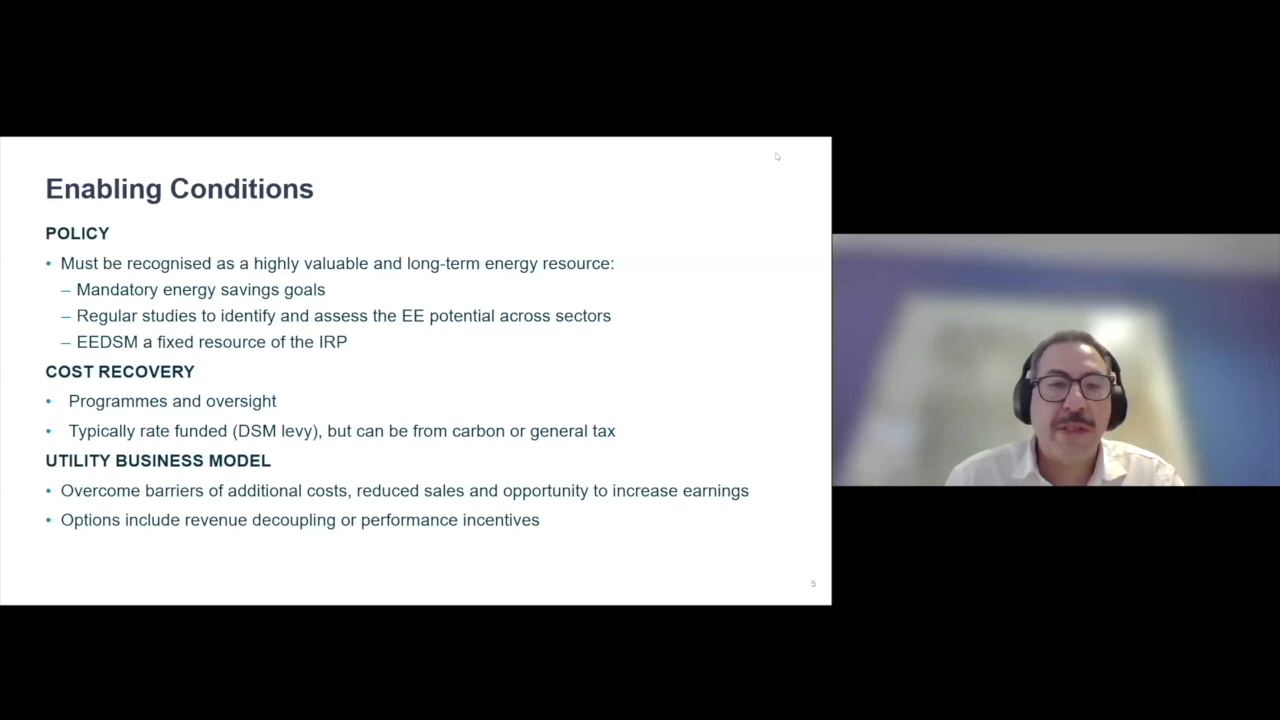 Enabling Conditions
POLICY
• Must be recognised as a highly valuable and long-term energy resource:
– Mandatory energy savings goals
– Regular studies to identify and assess the EE potential across sectors
– EEDSM a fixed resource of the IRP
COST RECOVERY
• Programmes and oversight
• Typically rate funded (DSM levy), but can be from carbon or general tax
UTILITY BUSINESS MODEL
• Overcome barriers of additional costs, reduced sales and opportunity to increase earnings
• Options include revenue decoupling or performance incentives
5